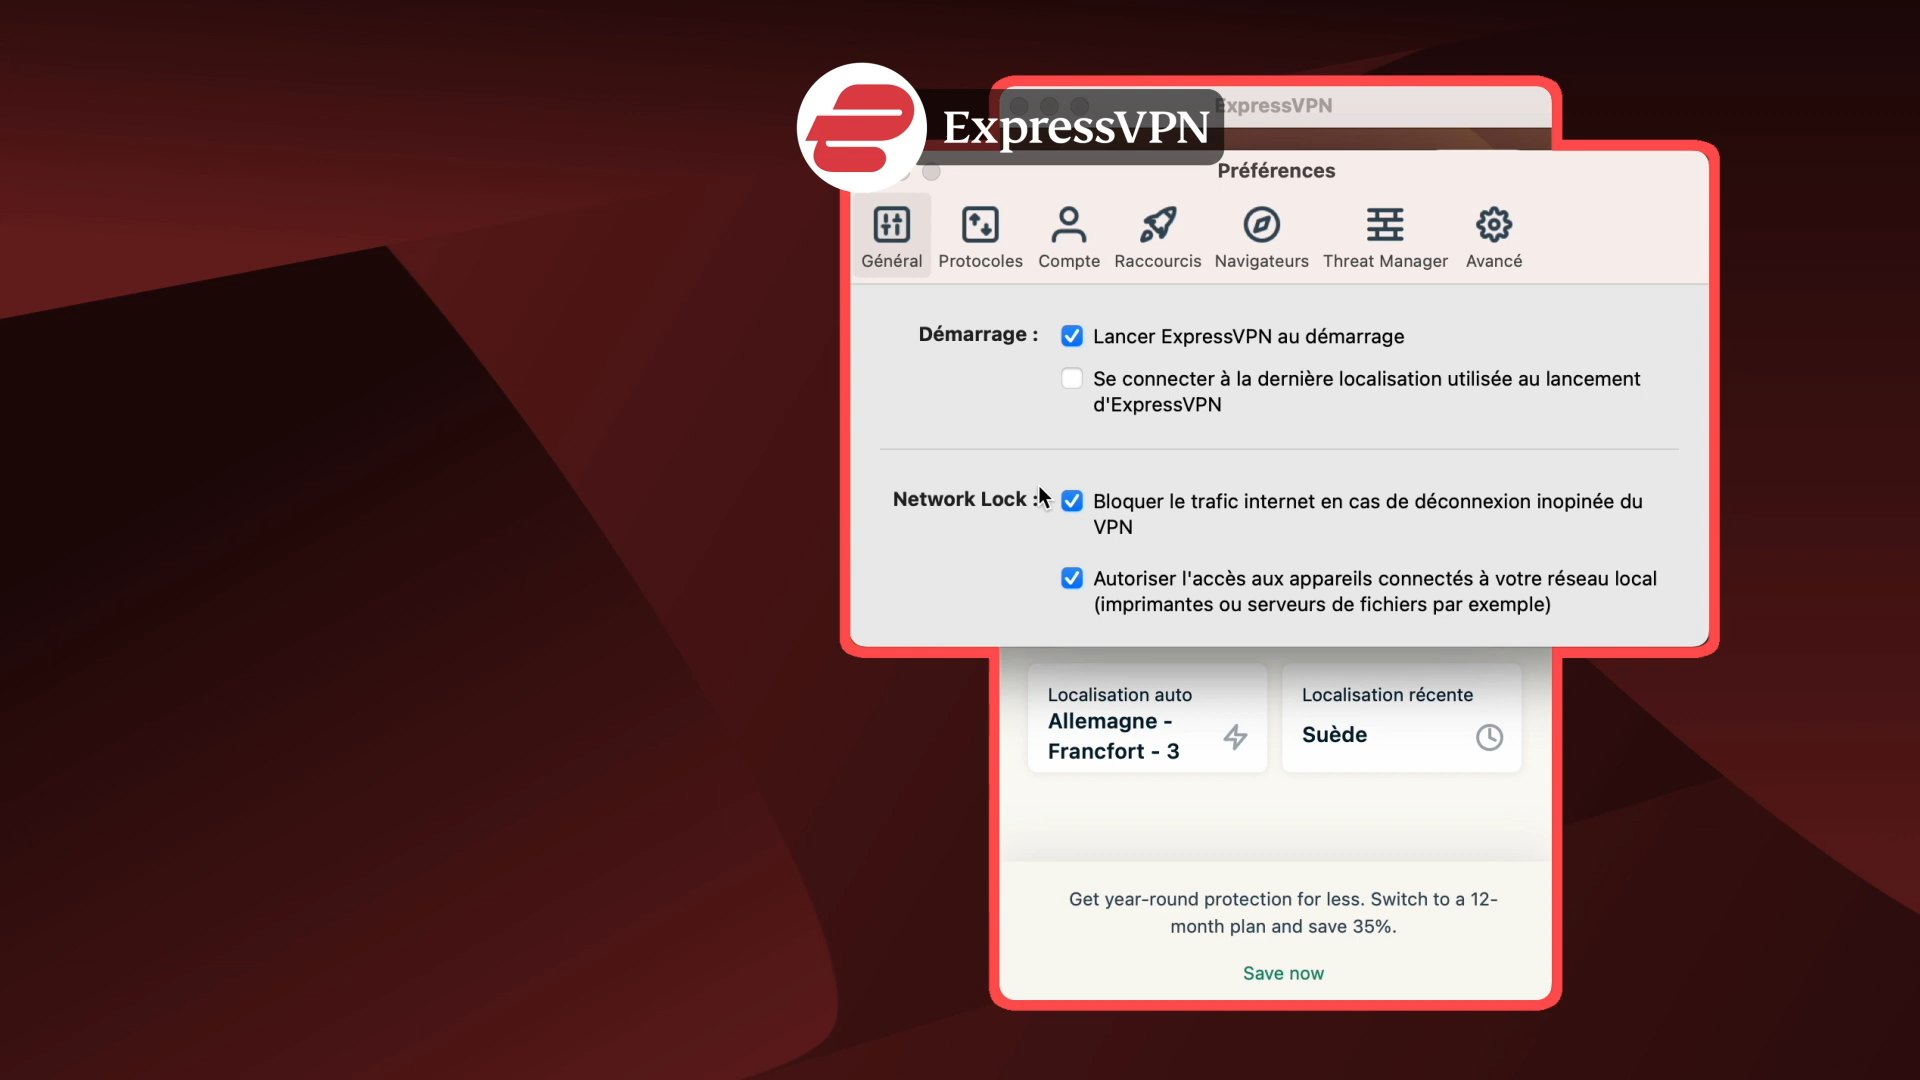 ExpressVPN
ExpressVPN
Préférences
Général Protocoles Compte Raccourcis Navigateurs Threat Manager Avancé
Démarrage : Lancer ExpressVPN au démarrage
Se connecter à la dernière localisation utilisée au lancement
d'ExpressVPN
Network Lock : Bloquer le trafic internet en cas de déconnexion inopinée du
VPN
Autoriser l'accès aux appareils connectés à votre réseau local
(imprimantes ou serveurs de fichiers par exemple)
Localisation auto
Allemagne -
Francfort - 3
Localisation récente
Suède
Get year-round protection for less. Switch to a 12-
month plan and save 35%.
Save now